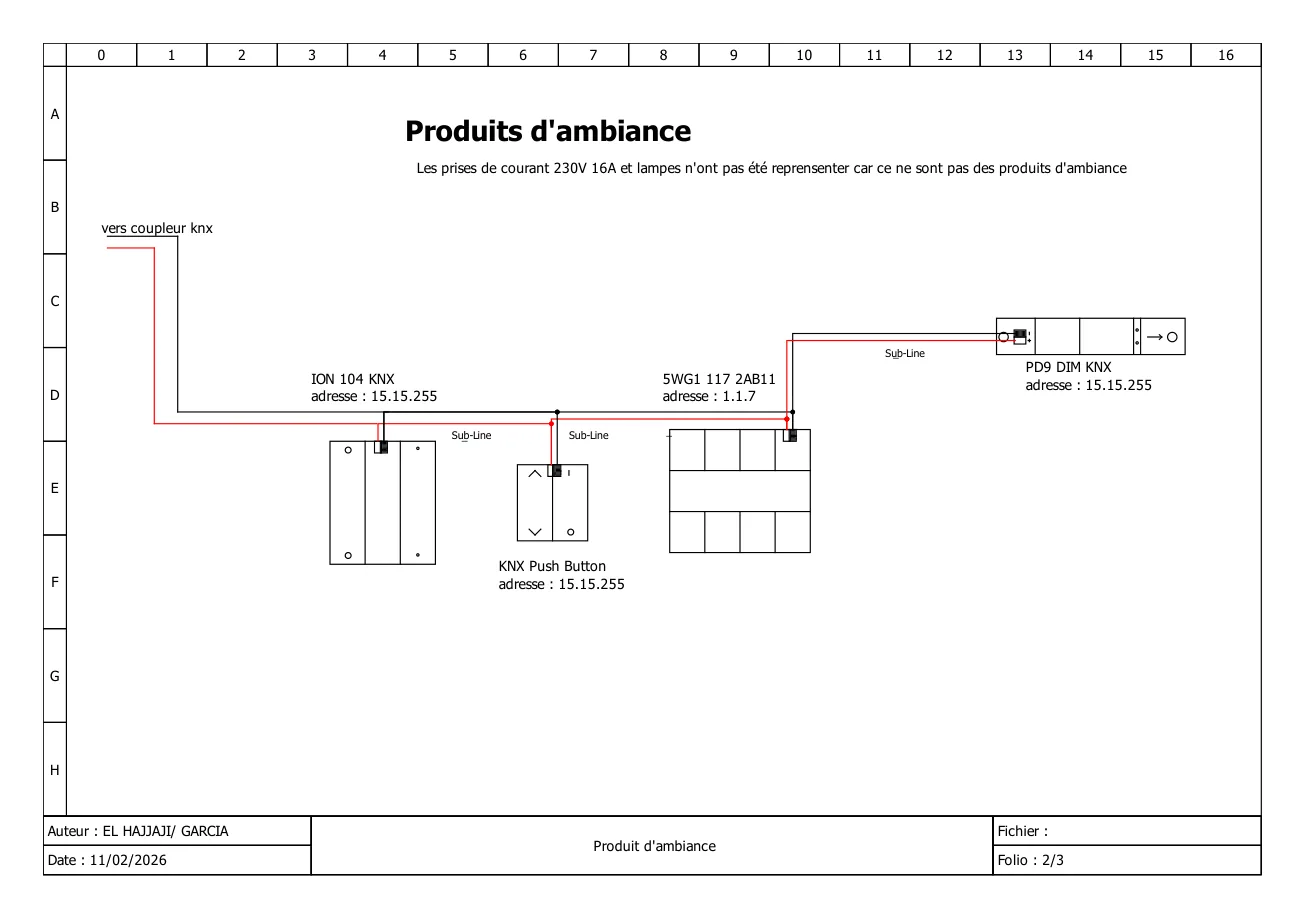 0 1 2 3 4 5 6 7 8 9 10 11 12 13 14 15 16
A
Produits d'ambiance
Les prises de courant 230V 16A et lampes n'ont pas été reprensenter car ce ne sont pas des produits d'ambiance
B
vers coupleur knx
C
Sub-Line
PD9 DIM KNX
adresse : 15.15.255
D
ION 104 KNX
adresse : 15.15.255
5WG1 117 2AB11
adresse : 1.1.7
Sub-Line
Sub-Line
E
KNX Push Button
adresse : 15.15.255
F
G
H
Auteur : EL HAJJAJI/ GARCIA
Date : 11/02/2026
Produit d'ambiance
Fichier :
Folio : 2/3